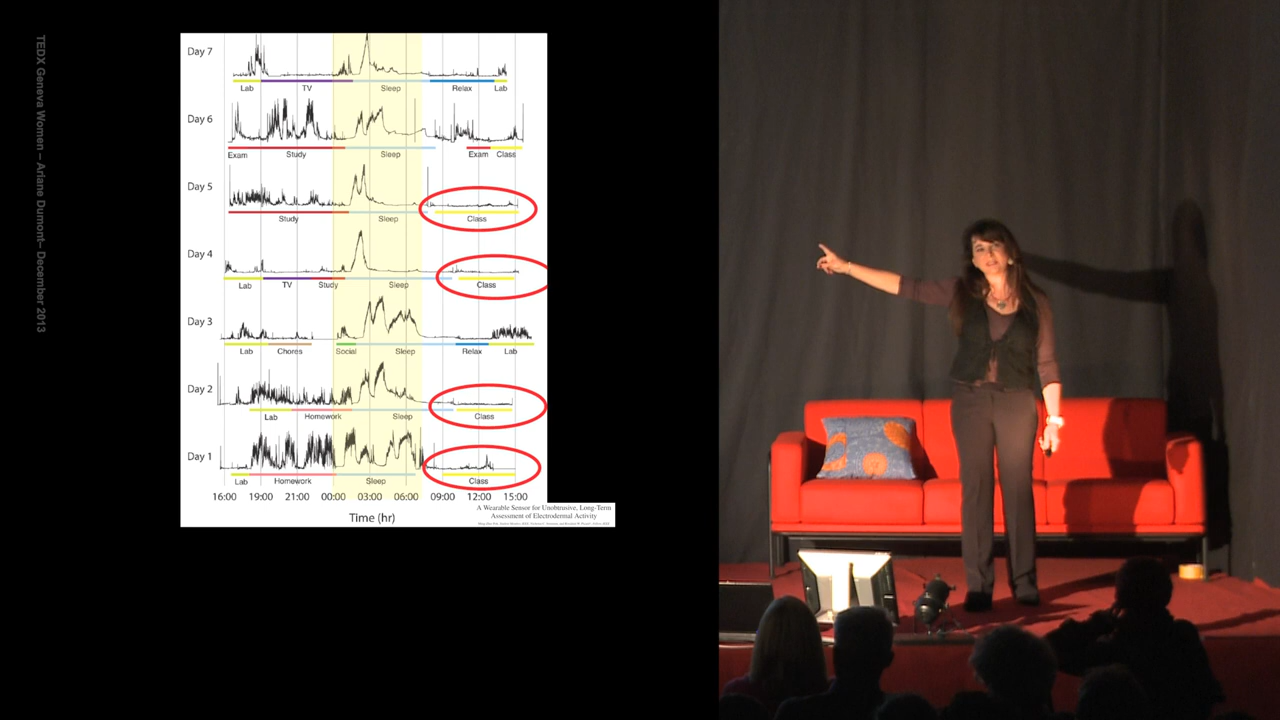 TEDX Geneva Women – Ariane Dumont– December 2013
Day 7
Lab TV Sleep Relax Lab
Day 6
Exam Study Sleep Exam Class
Day 5
Study Sleep Class
Day 4
Lab TV Study Sleep Class
Day 3
Lab Chores Social Sleep Relax Lab
Day 2
Lab Homework Sleep Class
Day 1
Lab Homework Sleep Class
16:00 19:00 21:00 00:00 03:00 06:00 09:00 12:00 15:00
Time (hr)
A Wearable Sensor for Unobtrusive, Long-Term
Assessment of Electrodermal Activity